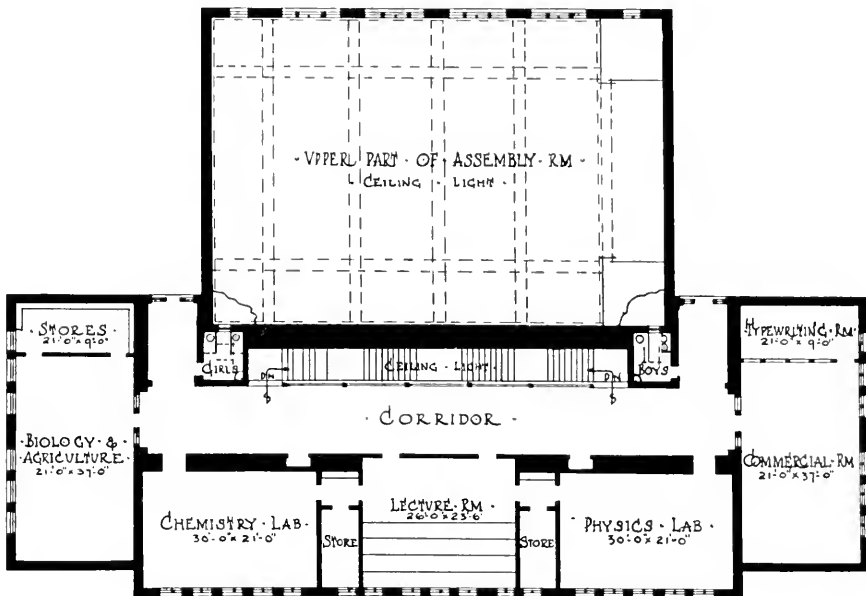 - VPPER PART - OF - ASSEMBLY - RM -
- CEILING - LIGHT -
- STORES -
21'-0" x 9'-0"
TYPEWRITING - RM -
21'-0" x 9'-0"
GIRLS
- CEILING - LIGHT -
BOYS
DN
DN
- CORRIDOR -
- BIOLOGY - &
- AGRICULTURE -
21'-0" x 37'-0"
COMMERCIAL - RM
21'-0" x 37'-0"
CHEMISTRY - LAB -
30'-0" x 21'-0"
STORE
LECTURE - RM
26'-0" x 23'-6"
STORE
- PHYSICS - LAB -
30'-0" x 21'-0"